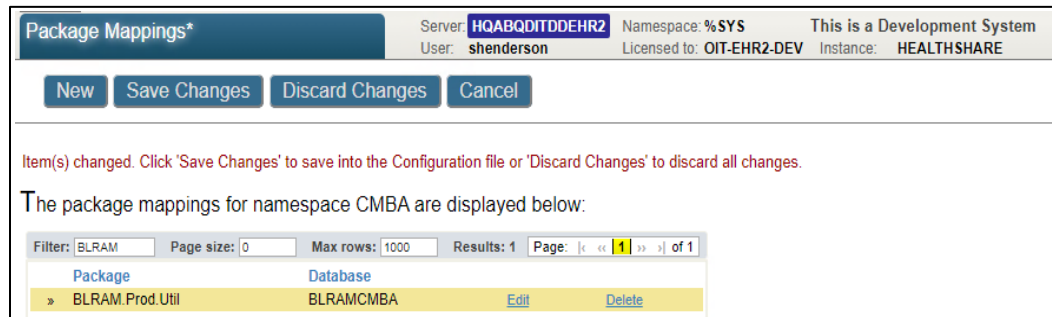 Package Mappings* Server: HQABQDITDDEHR2 Namespace: %SYS This is a Development System
User: shenderson Licensed to: OIT-EHR2-DEV Instance: HEALTHSHARE
New Save Changes Discard Changes Cancel
Item(s) changed. Click 'Save Changes' to save into the Configuration file or 'Discard Changes' to discard all changes.
The package mappings for namespace CMBA are displayed below:
Filter: BLRAM Page size: 0 Max rows: 1000 Results: 1 Page: |‹ ‹‹ 1 ›› ›| of 1
Package Database
» BLRAM.Prod.Util BLRAMCMBA Edit Delete